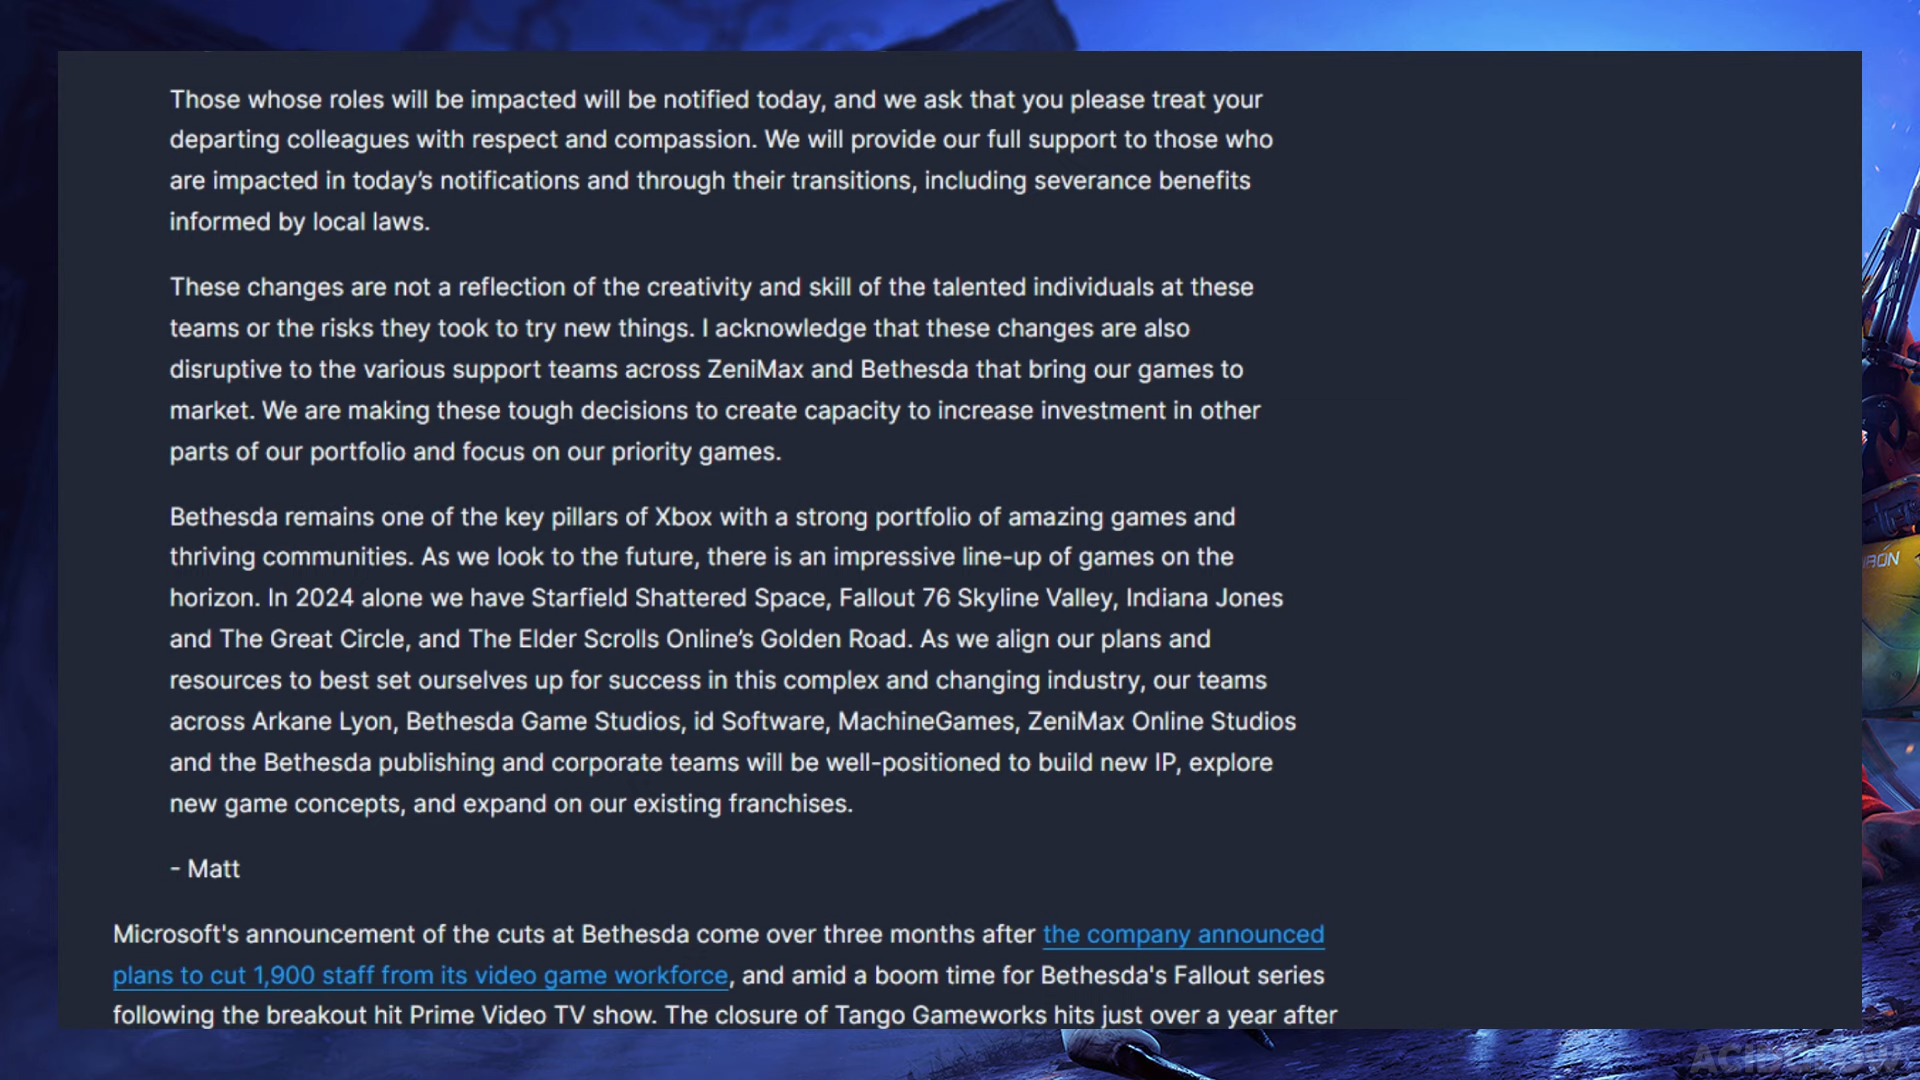 Those whose roles will be impacted will be notified today, and we ask that you please treat your
departing colleagues with respect and compassion. We will provide our full support to those who
are impacted in today’s notifications and through their transitions, including severance benefits
informed by local laws.
These changes are not a reflection of the creativity and skill of the talented individuals at these
teams or the risks they took to try new things. I acknowledge that these changes are also
disruptive to the various support teams across ZeniMax and Bethesda that bring our games to
market. We are making these tough decisions to create capacity to increase investment in other
parts of our portfolio and focus on our priority games.
Bethesda remains one of the key pillars of Xbox with a strong portfolio of amazing games and
thriving communities. As we look to the future, there is an impressive line-up of games on the
horizon. In 2024 alone we have Starfield Shattered Space, Fallout 76 Skyline Valley, Indiana Jones
and The Great Circle, and The Elder Scrolls Online’s Golden Road. As we align our plans and
resources to best set ourselves up for success in this complex and changing industry, our teams
across Arkane Lyon, Bethesda Game Studios, id Software, MachineGames, ZeniMax Online Studios
and the Bethesda publishing and corporate teams will be well-positioned to build new IP, explore
new game concepts, and expand on our existing franchises.
- Matt
Microsoft's announcement of the cuts at Bethesda come over three months after the company announced
plans to cut 1,900 staff from its video game workforce, and amid a boom time for Bethesda's Fallout series
following the breakout hit Prime Video TV show. The closure of Tango Gameworks hits just over a year after